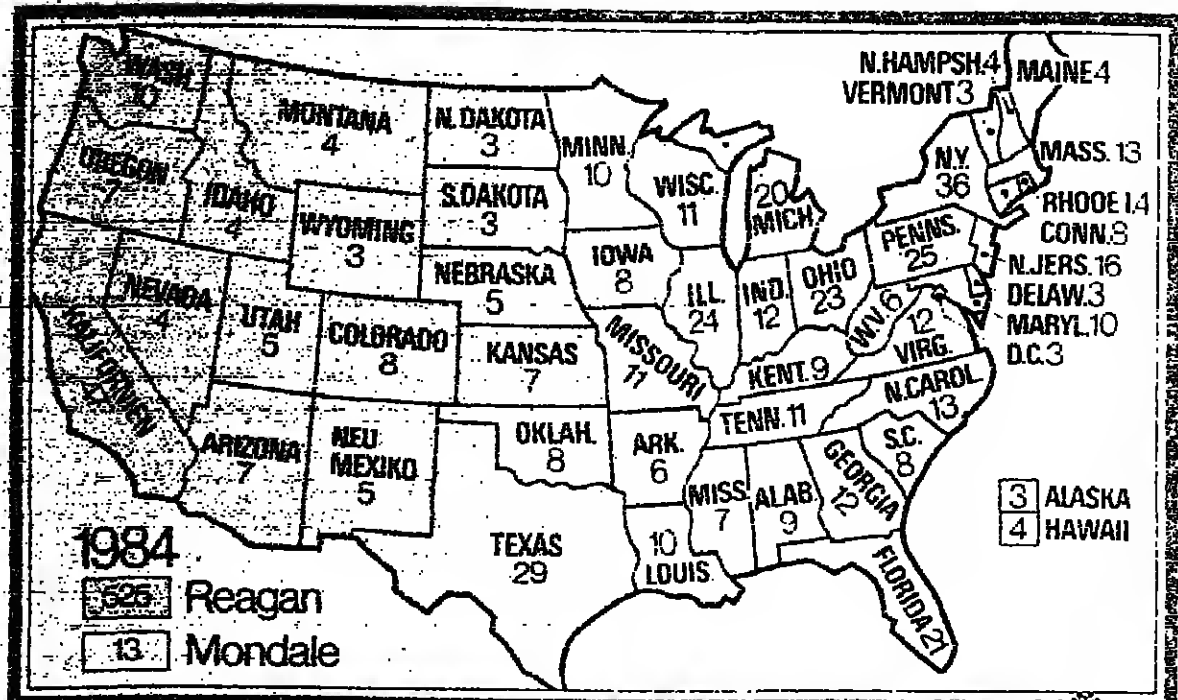 WASH.
10
OREGON
7
IDAHO
4
MONTANA
4
WYOMING
3
NEVADA
4
UTAH
5
COLORADO
8
KALIFORNIEN
ARIZONA
7
NEU
MEXIKO
5
N.DAKOTA
3
S.DAKOTA
3
NEBRASKA
5
KANSAS
7
OKLAH.
8
TEXAS
29
MINN.
10
IOWA
8
MISSOURI
11
ARK.
6
10
LOUIS.
WISC.
11
ILL.
24
20
MICH.
IND.
12
OHIO
23
KENT. 9
TENN. 11
MISS.
7
ALAB.
9
GEORGIA
12
FLORIDA 21
S.C.
8
N.CAROL.
13
12
VIRG.
W.V. 6
PENNS.
25
N.Y.
36
N.HAMPSH.4
VERMONT 3
MAINE 4
MASS. 13
RHODE I.4
CONN.8
N.JERS. 16
DELAW.3
MARYL.10
D.C.3
3 ALASKA
4 HAWAII
1984
525 Reagan
13 Mondale